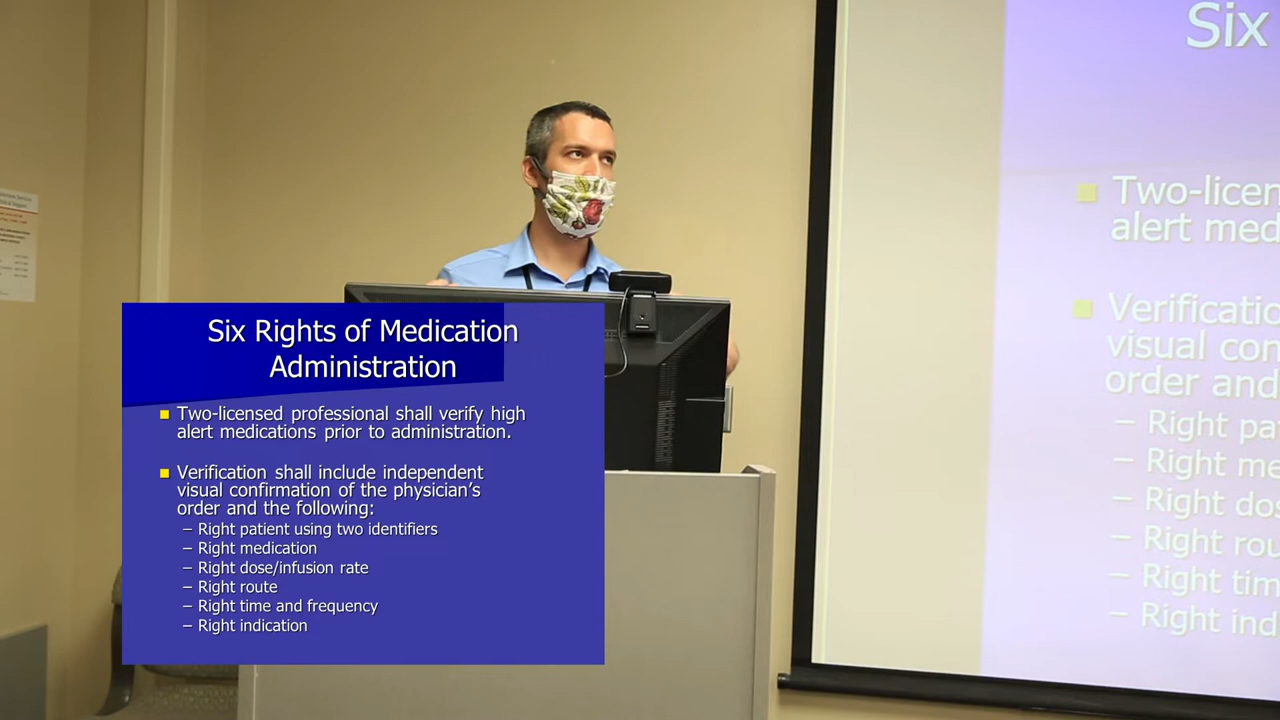 Six Rights of Medication
Administration
Two-licensed professional shall verify high
alert medications prior to administration.
Verification shall include independent
visual confirmation of the physician's
order and the following:
– Right patient using two identifiers
– Right medication
– Right dose/infusion rate
– Right route
– Right time and frequency
– Right indication
Six
Two-licen
alert med
Verificatio
visual con
order and
– Right pa
– Right me
– Right dos
– Right rou
– Right tim
– Right ind